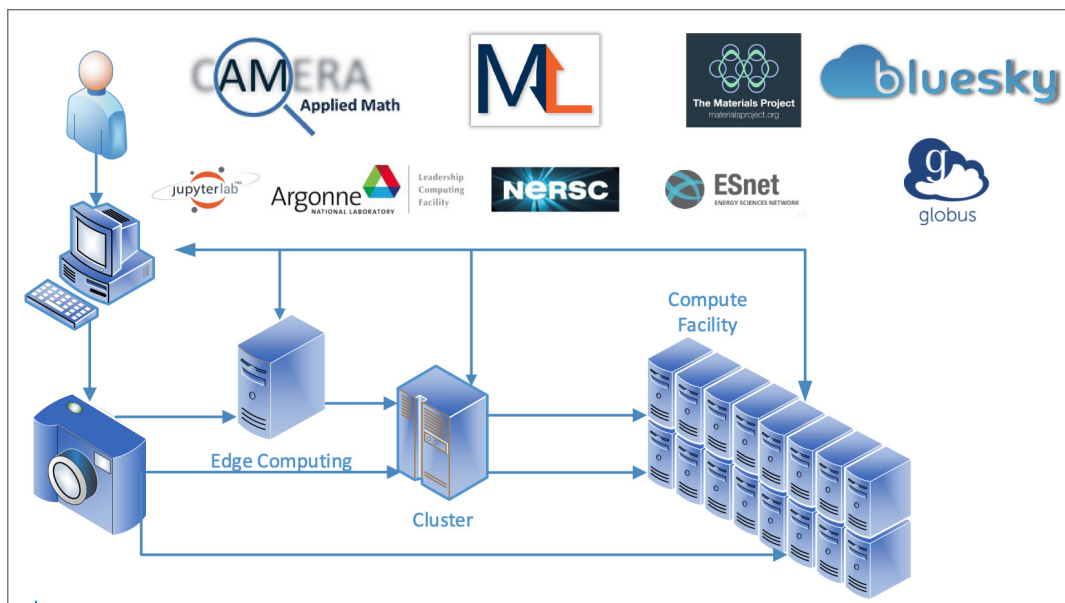 CAMERA
Applied Math
ML
The Materials Project
materialsproject.org
bluesky
jupyterlab
Argonne
NATIONAL LABORATORY
Leadership
Computing
Facility
NERSC
ESnet
ENERGY SCIENCES NETWORK
g
globus
Compute
Facility
Edge Computing
Cluster